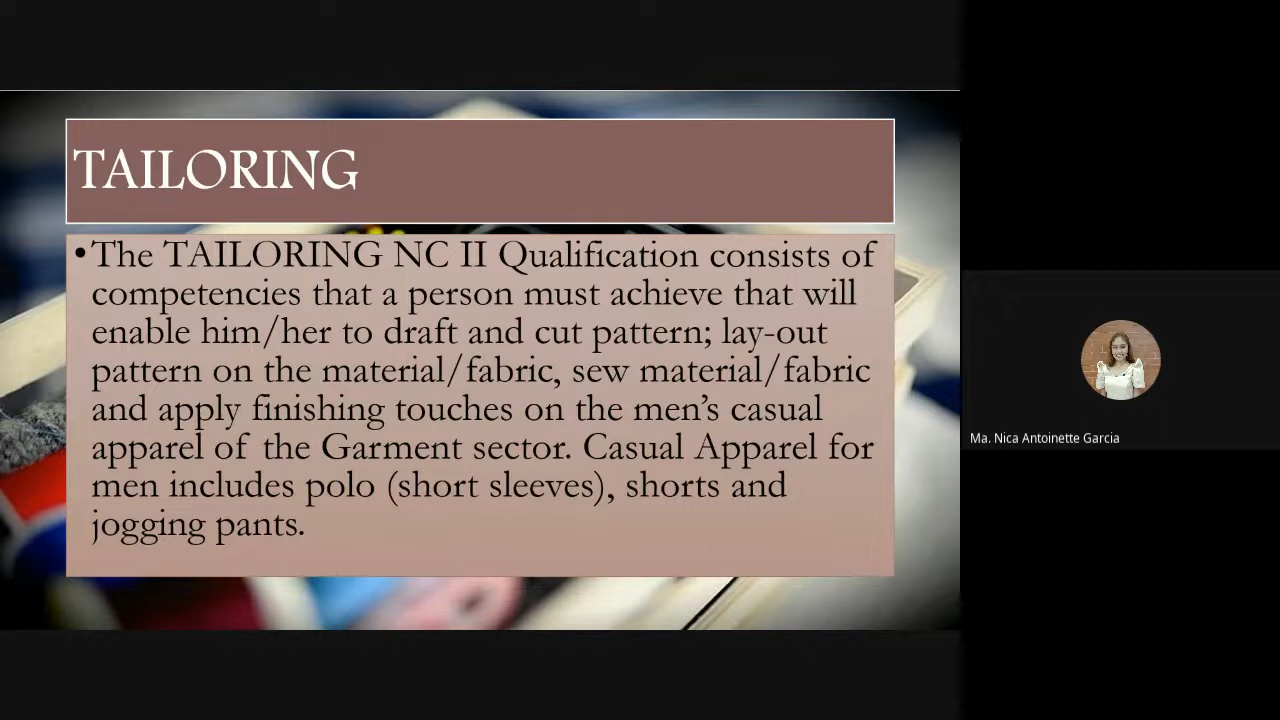 TAILORING
•The TAILORING NC II Qualification consists of
competencies that a person must achieve that will
enable him/her to draft and cut pattern; lay-out
pattern on the material/fabric, sew material/fabric
and apply finishing touches on the men’s casual
apparel of the Garment sector. Casual Apparel for
men includes polo (short sleeves), shorts and
jogging pants.
Ma. Nica Antoinette Garcia